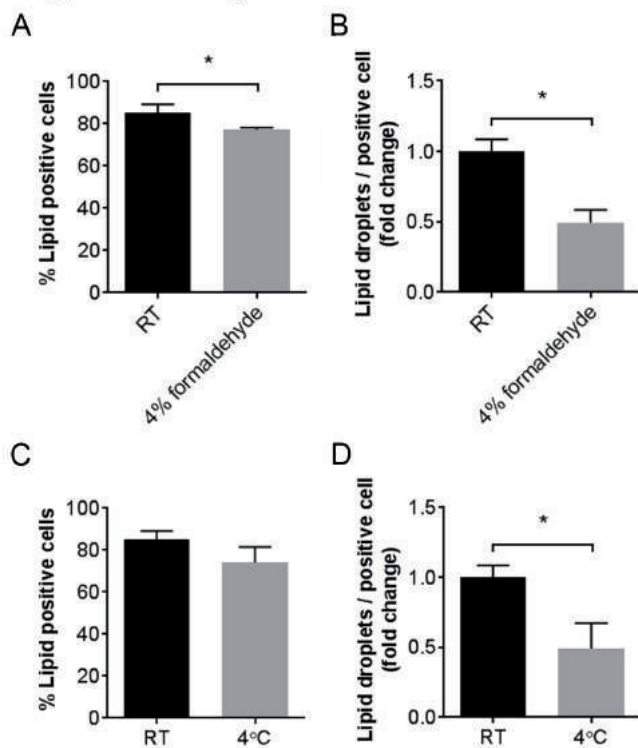 A
% Lipid positive cells
100
80
60
40
20
0
*
RT
4% formaldehyde
B
Lipid droplets / positive cell
(fold change)
1.5
1.0
0.5
0.0
*
RT
4% formaldehyde
C
% Lipid positive cells
100
80
60
40
20
0
RT
4°C
D
Lipid droplets / positive cell
(fold change)
1.5
1.0
0.5
0.0
*
RT
4°C